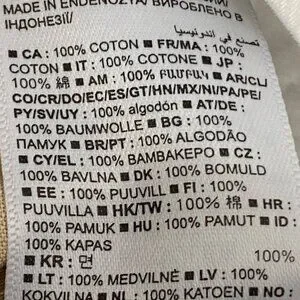 MADE IN ENDENOZYA/ ВИРОБЛЕНО В
ІНДОНЕЗІЇ/ صنع في اندونيسيا
■ CA : 100% COTTON ■ FR/MA : 100%
COTON ■ IT : 100% COTONE ■ JP :
100% 綿 ■ AM : 100% ԲԱՄԲԱԿ ■ AR/CL/
CO/CR/DO/EC/ES/GT/HN/MX/NI/PA/PE/
PY/SV/UY : 100% algodón ■ AT/DE :
100% BAUMWOLLE ■ BG : 100%
ПАМУК ■ BR/PT : 100% ALGODÃO
■ CY/EL : 100% ΒΑΜΒΑΚΕΡΟ ■ CZ :
100% BAVLNA ■ DK : 100% BOMULD
■ EE : 100% PUUVILL ■ FI : 100%
PUUVILLA ■ HK/TW : 100% 棉 ■ HR :
100% PAMUK ■ HU : 100% PAMUT ■ ID :
100% KAPAS
■ KR : 면 100%
■ LT : 100% MEDVILNĖ ■ LV : 100%
KOKVILNA ■ NL : 100% KATOEN ■ NO :